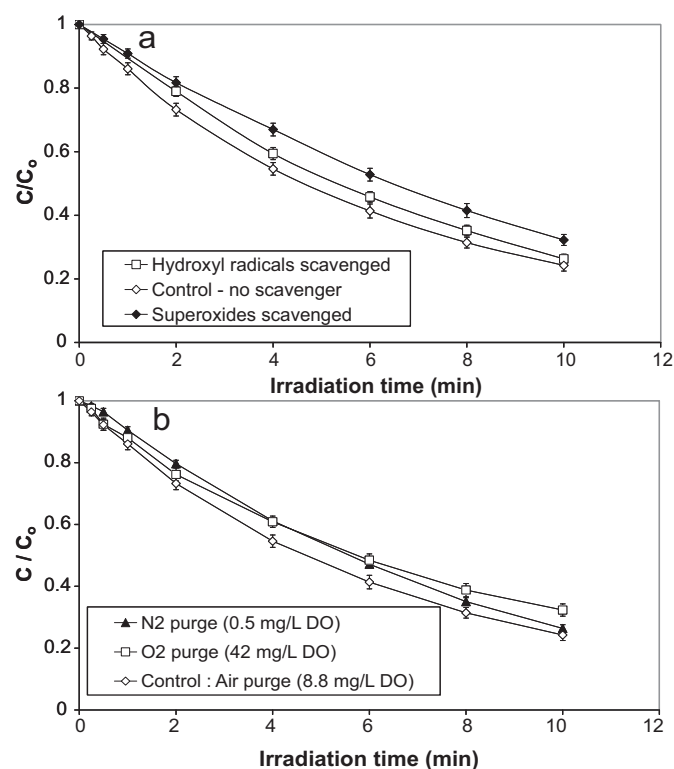 a
1
0.8
0.6
0.4
0.2
0
C/Co
Hydroxyl radicals scavenged
Control - no scavenger
Superoxides scavenged
0 2 4 6 8 10 12
Irradiation time (min)
b
1
0.8
0.6
0.4
0.2
0
C / Co
N2 purge (0.5 mg/L DO)
O2 purge (42 mg/L DO)
Control : Air purge (8.8 mg/L DO)
0 2 4 6 8 10 12
Irradiation time (min)